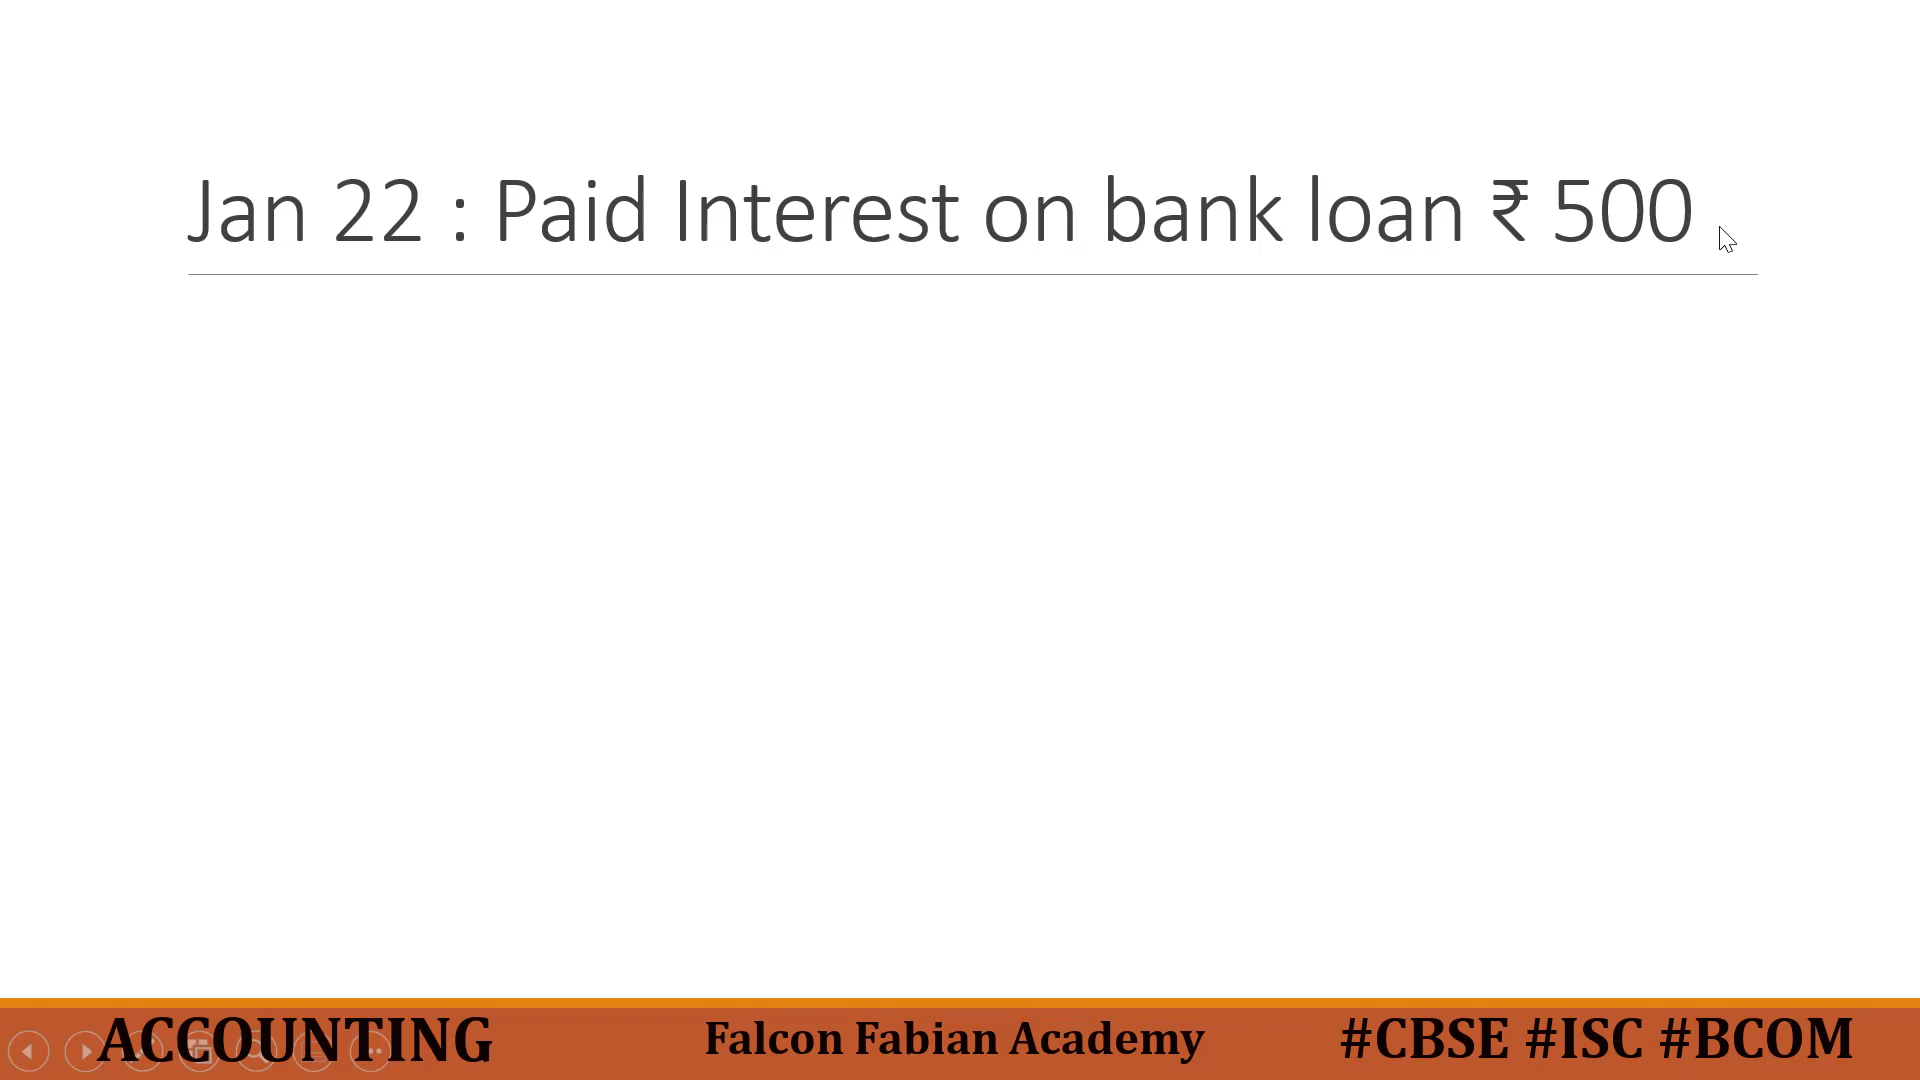 Jan 22 : Paid Interest on bank loan ₹ 500
ACCOUNTING
Falcon Fabian Academy
#CBSE #ISC #BCOM